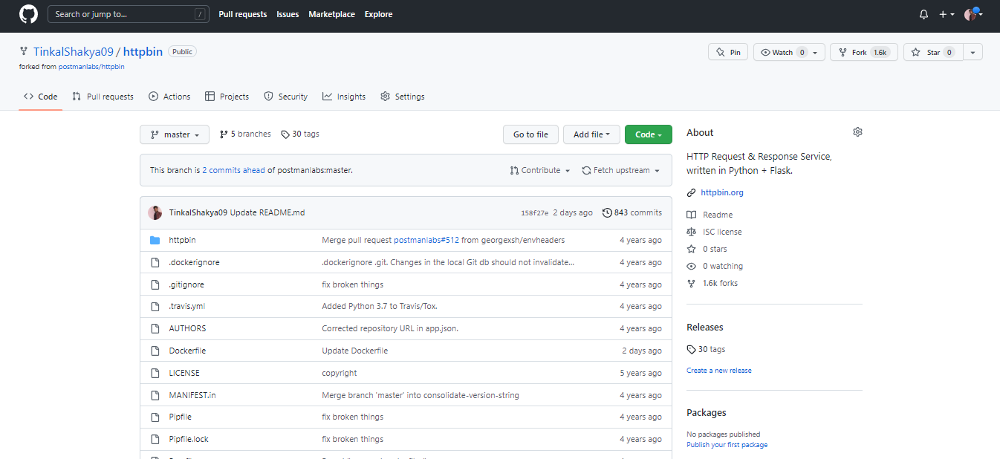 Search or jump to... /
Pull requests Issues Marketplace Explore
TinkalShakya09 / httpbin Public
forked from postmanlabs/httpbin
Pin Watch 0 Fork 1.6k Star 0
Code Pull requests Actions Projects Security Insights Settings
master 5 branches 30 tags Go to file Add file Code
This branch is 2 commits ahead of postmanlabs:master. Contribute Fetch upstream
TinkalShakya09 Update README.md 158f27e 2 days ago 843 commits
httpbin Merge pull request postmanlabs#512 from georgexsh/envheaders 4 years ago
.dockerignore .dockerignore .git. Changes in the local Git db should not invalidate... 4 years ago
.gitignore fix broken things 4 years ago
.travis.yml Added Python 3.7 to Travis/Tox. 4 years ago
AUTHORS Corrected repository URL in app.json. 4 years ago
Dockerfile Update Dockerfile 2 days ago
LICENSE copyright 5 years ago
MANIFEST.in Merge branch 'master' into consolidate-version-string 4 years ago
Pipfile fix broken things 4 years ago
Pipfile.lock fix broken things 4 years ago
About
HTTP Request & Response Service,
written in Python + Flask.
httpbin.org
Readme
ISC license
0 stars
0 watching
1.6k forks
Releases
30 tags
Create a new release
Packages
No packages published
Publish your first package